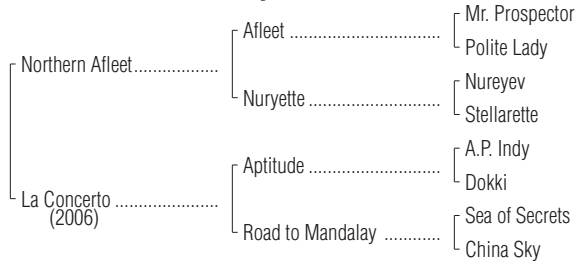 Mr. Prospector
Afleet ....................................
Polite Lady
Northern Afleet..................
Nureyev
Nuryette ................................
Stellarette
A.P. Indy
Aptitude ................................
Dokki
La Concerto ......................
(2006)
Sea of Secrets
Road to Mandalay ............
China Sky